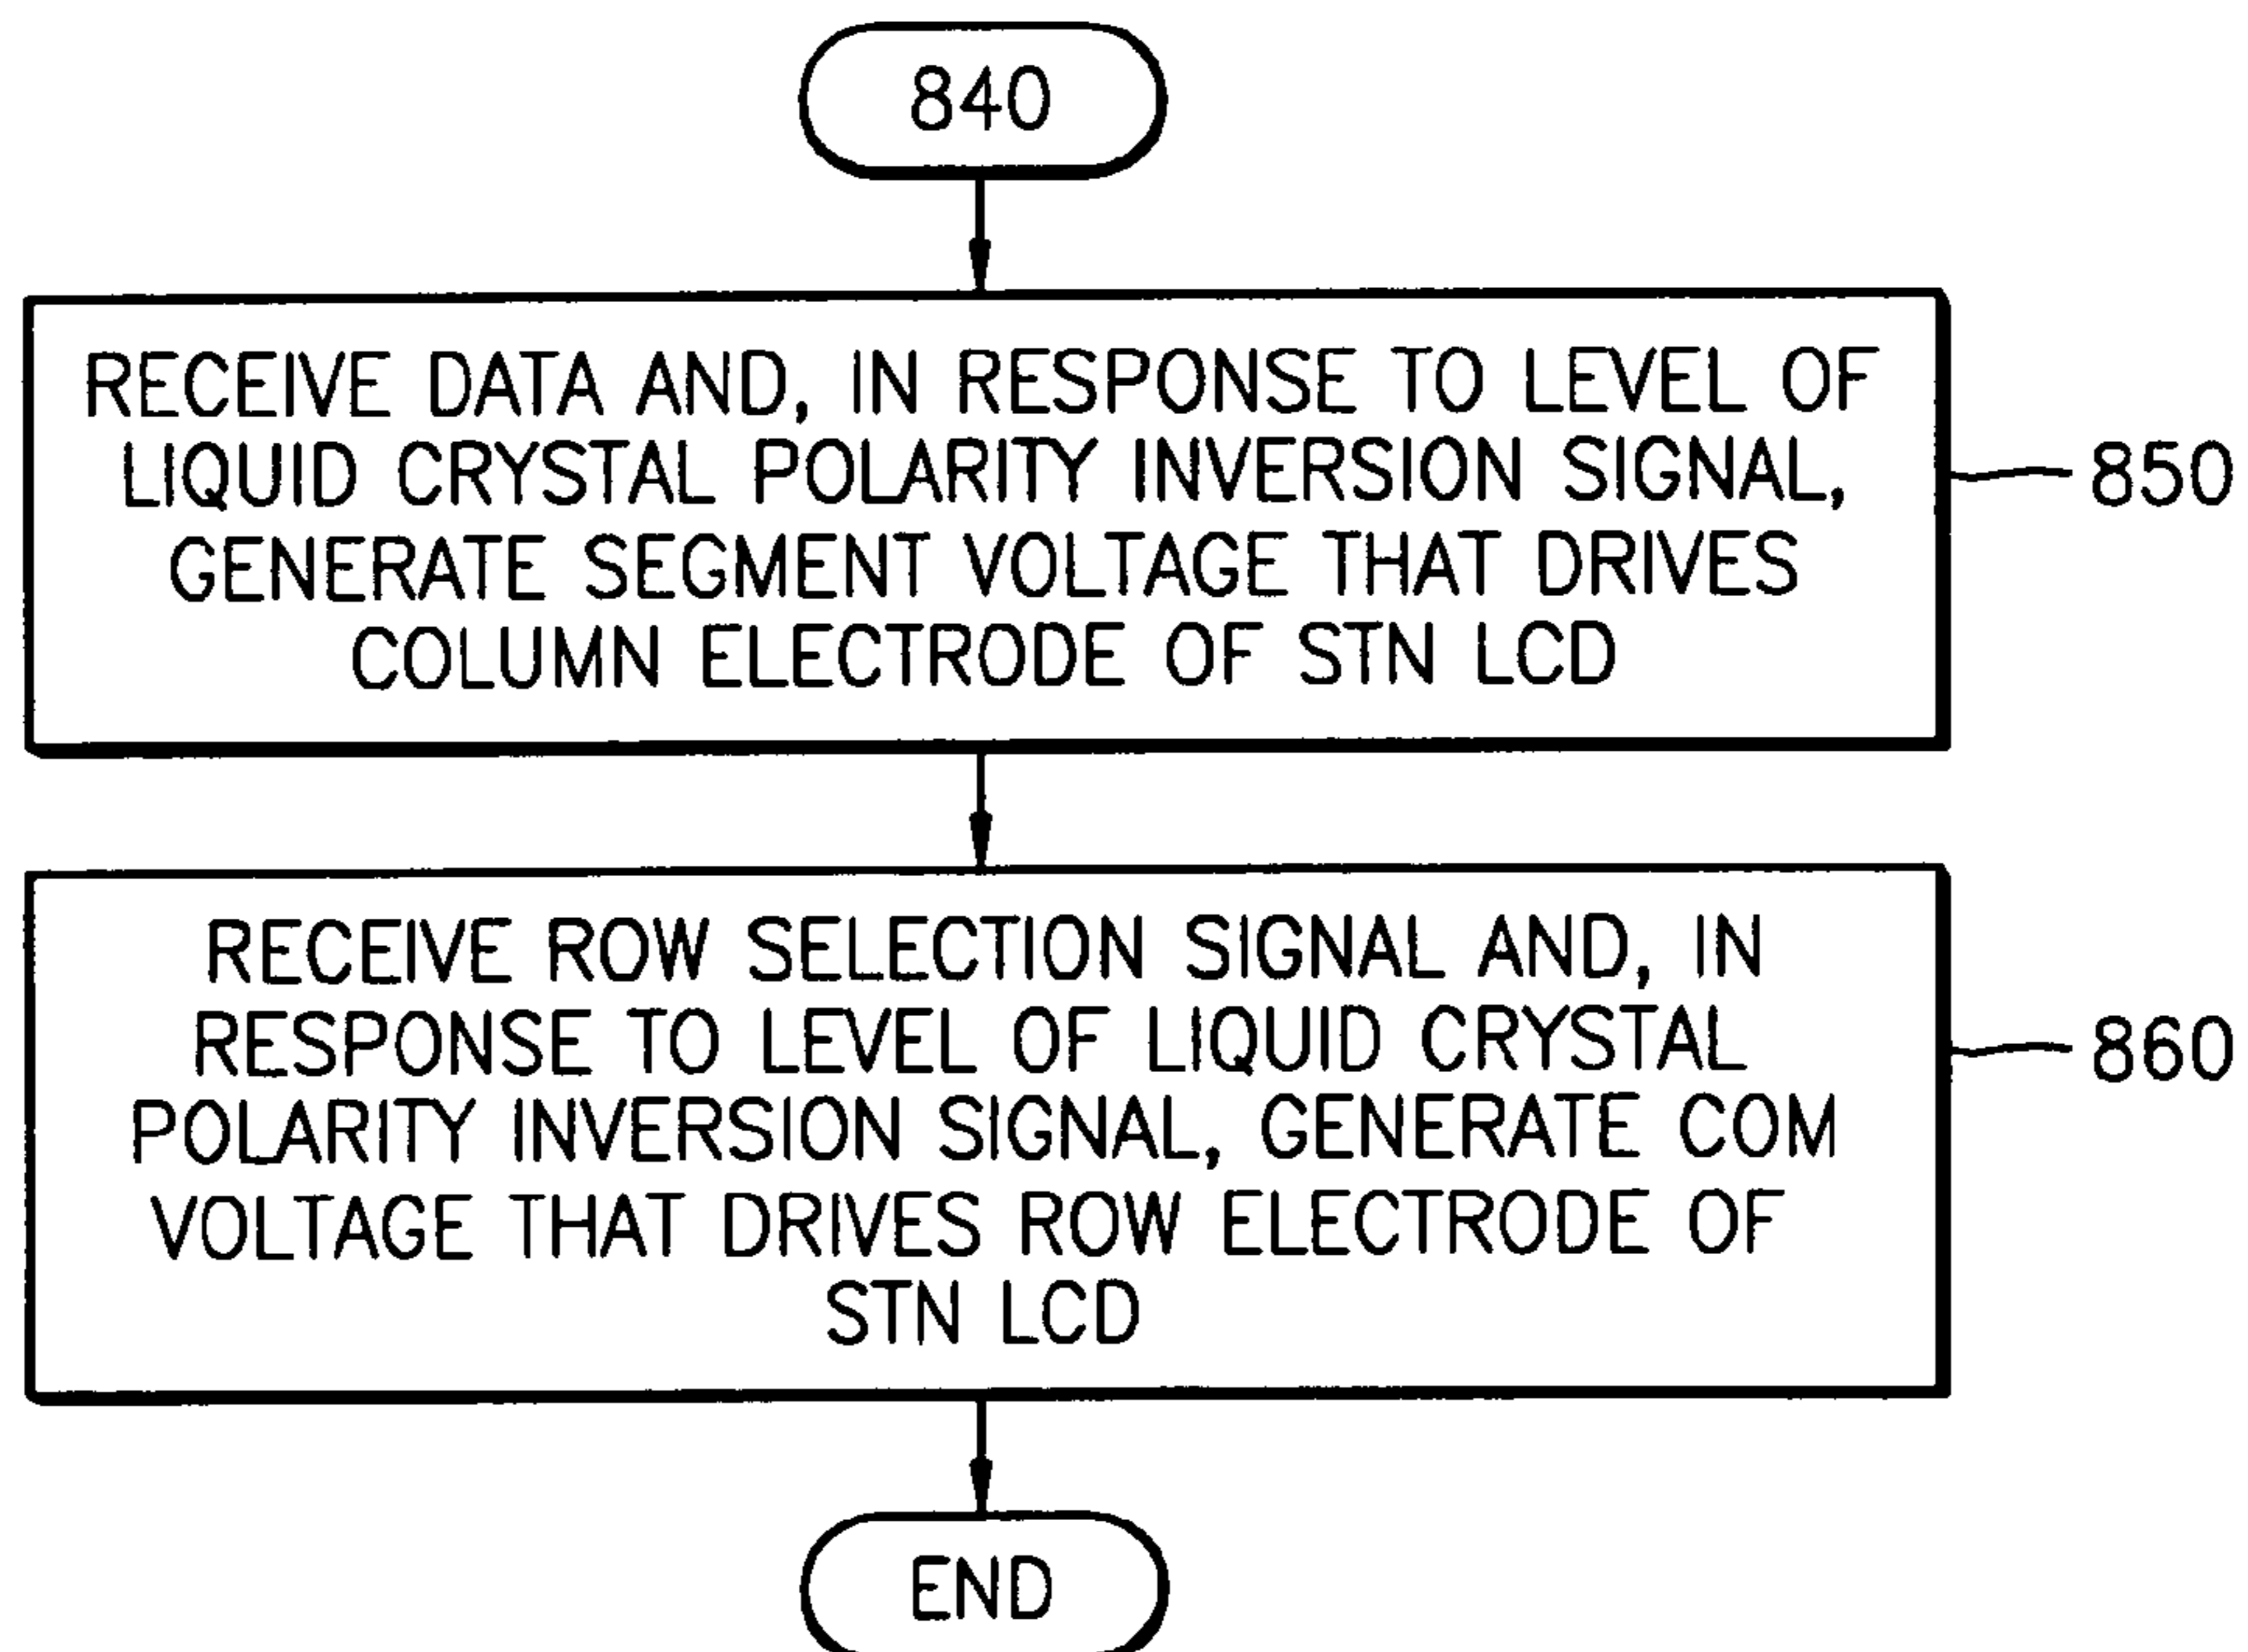 840
RECEIVE DATA AND, IN RESPONSE TO LEVEL OF
LIQUID CRYSTAL POLARITY INVERSION SIGNAL,
GENERATE SEGMENT VOLTAGE THAT DRIVES
COLUMN ELECTRODE OF STN LCD
850
RECEIVE ROW SELECTION SIGNAL AND, IN
RESPONSE TO LEVEL OF LIQUID CRYSTAL
POLARITY INVERSION SIGNAL, GENERATE COM
VOLTAGE THAT DRIVES ROW ELECTRODE OF
STN LCD
860
END